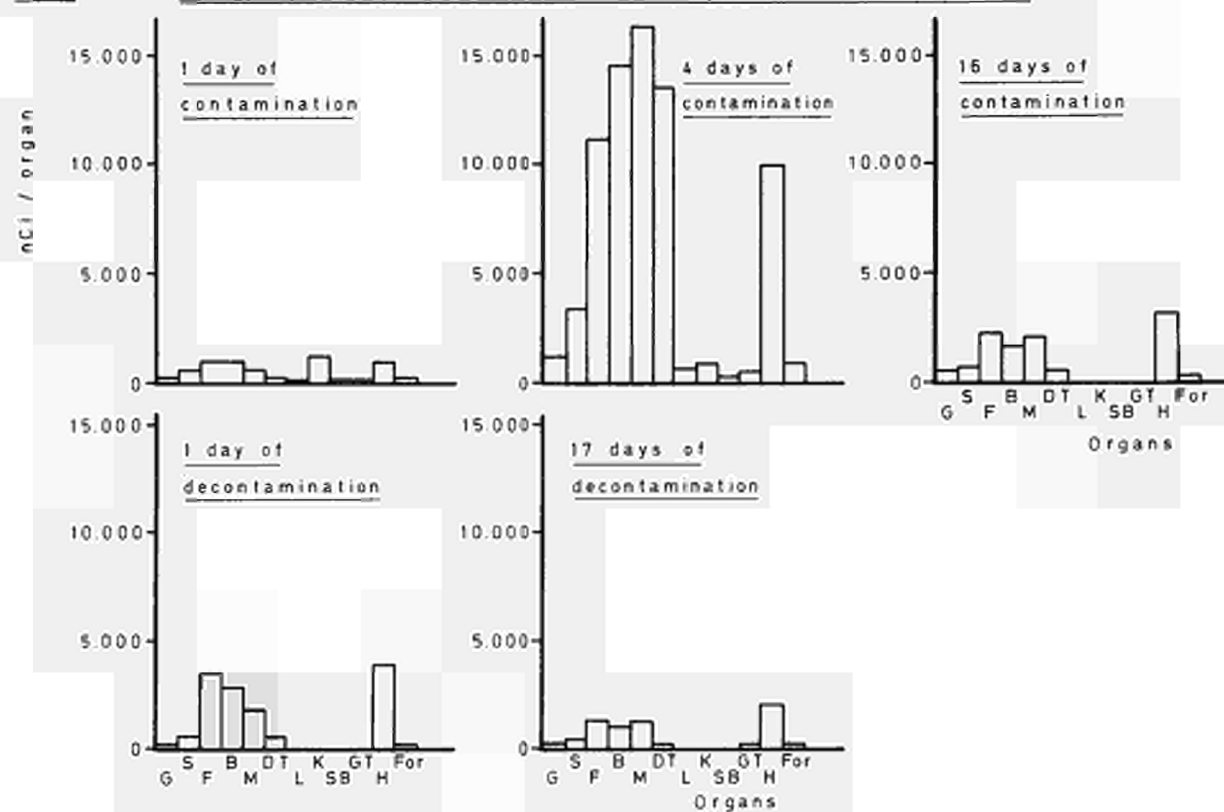 nCi / organ
15.000
10.000
5.000
0
1 day of
contamination
15.000
10.000
5.000
0
4 days of
contamination
15.000
10.000
5.000
0
16 days of
contamination
S B DT K GT For
G F M L SB H
Organs
15.000
10.000
5.000
0
1 day of
decontamination
S B DT K GT For
G F M L SB H
15.000
10.000
5.000
0
17 days of
decontamination
S B DT K GT For
G F M L SB H
Organs